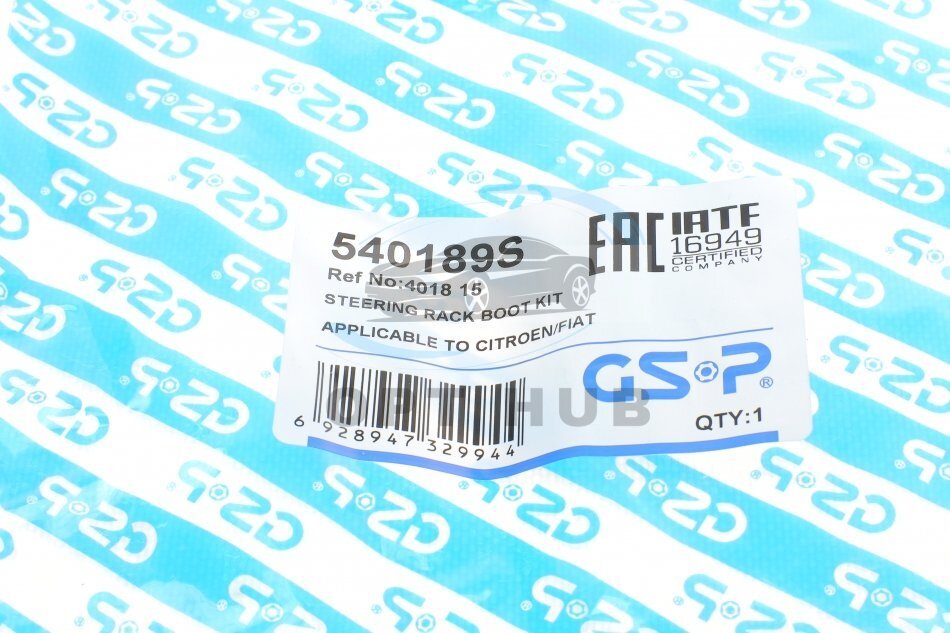 540189S
Ref No:4018 15
STEERING RACK BOOT KIT
APPLICABLE TO CITROEN/FIAT
EAC
IATF
16949
CERTIFIED
COMPANY
GSP®
QTY:1
6 928947 329944
OPTIHUB